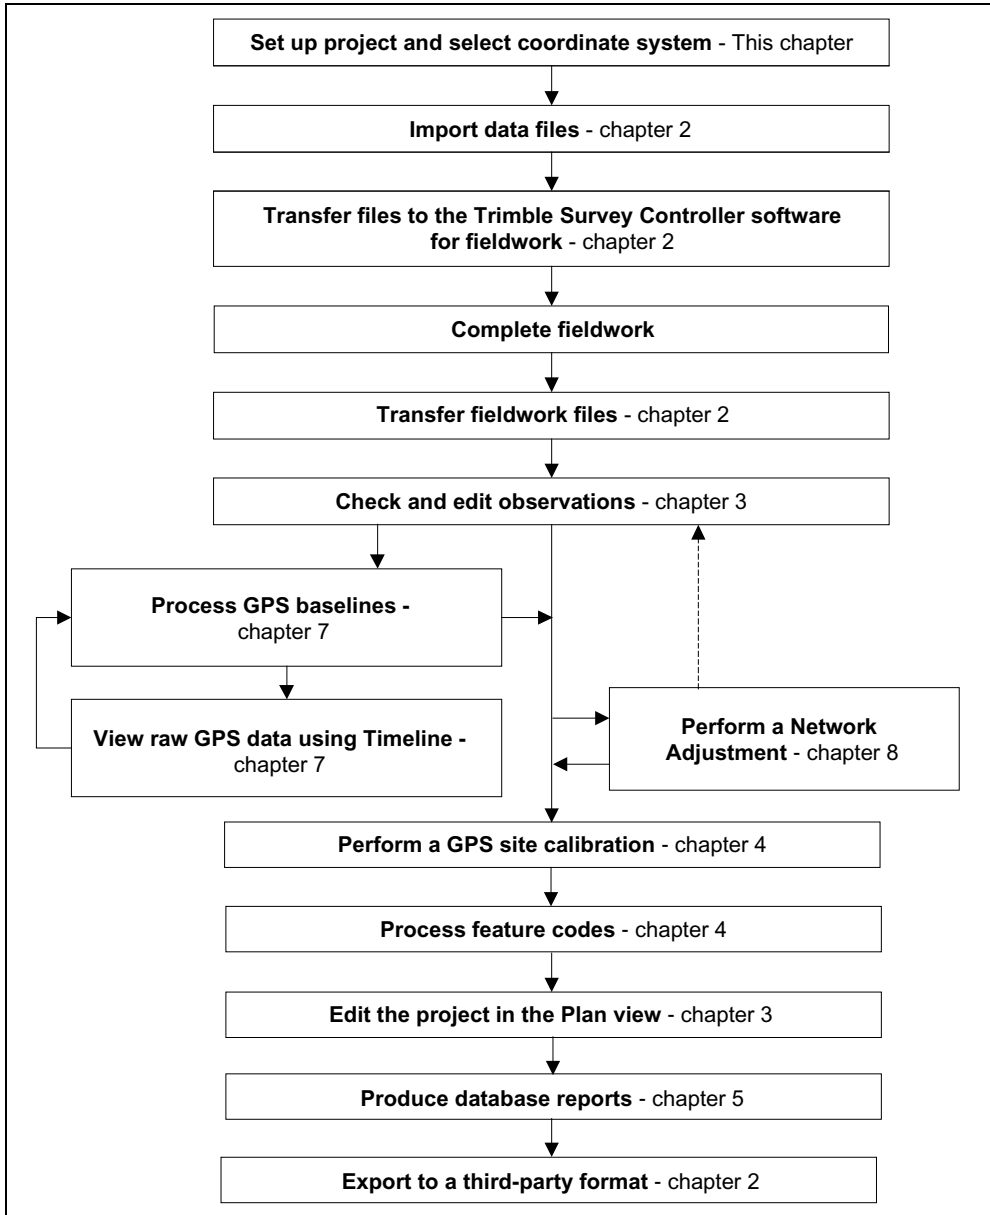 Set up project and select coordinate system - This chapter
Import data files - chapter 2
Transfer files to the Trimble Survey Controller software
for fieldwork - chapter 2
Complete fieldwork
Transfer fieldwork files - chapter 2
Check and edit observations - chapter 3
Process GPS baselines -
chapter 7
View raw GPS data using Timeline -
chapter 7
Perform a Network
Adjustment - chapter 8
Perform a GPS site calibration - chapter 4
Process feature codes - chapter 4
Edit the project in the Plan view - chapter 3
Produce database reports - chapter 5
Export to a third-party format - chapter 2